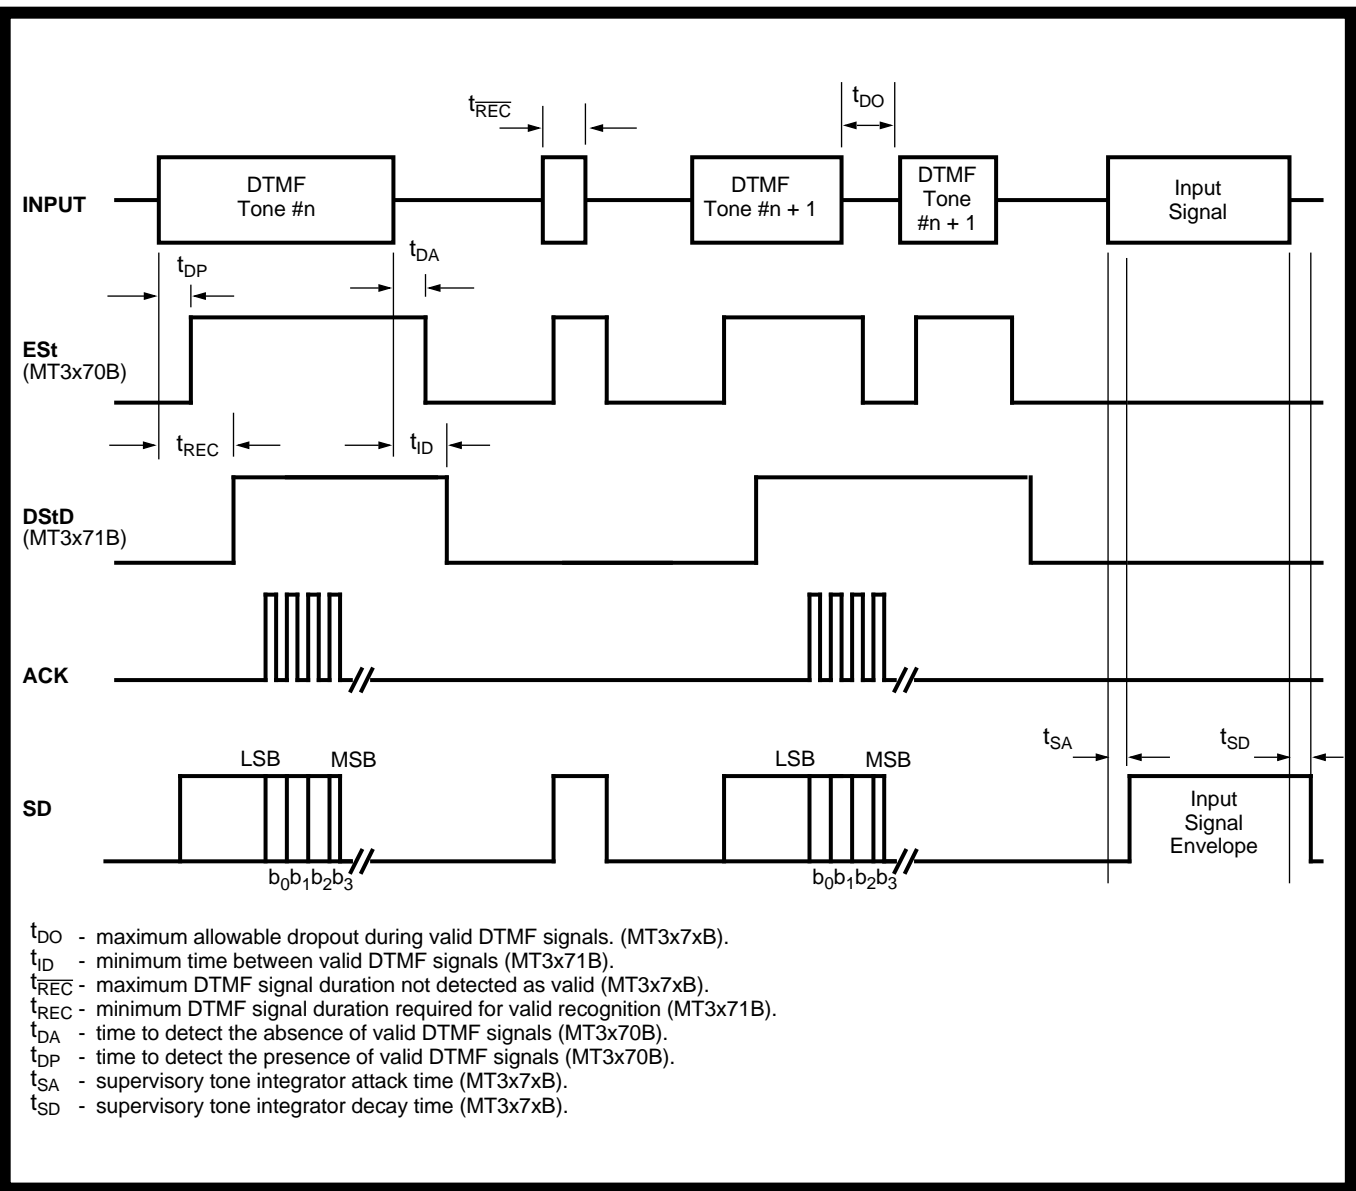 t̅REC tDO
INPUT
DTMF
Tone #n
DTMF
Tone #n + 1
DTMF
Tone
#n + 1
Input
Signal
tDP tDA
ESt
(MT3x70B)
tREC tID
DStD
(MT3x71B)
ACK
tSA tSD
LSB MSB LSB MSB
SD
Input
Signal
Envelope
b0b1b2b3 b0b1b2b3
tDO - maximum allowable dropout during valid DTMF signals. (MT3x7xB).
tID - minimum time between valid DTMF signals (MT3x71B).
tR̅E̅C̅ - maximum DTMF signal duration not detected as valid (MT3x7xB).
tREC - minimum DTMF signal duration required for valid recognition (MT3x71B).
tDA - time to detect the absence of valid DTMF signals (MT3x70B).
tDP - time to detect the presence of valid DTMF signals (MT3x70B).
tSA - supervisory tone integrator attack time (MT3x7xB).
tSD - supervisory tone integrator decay time (MT3x7xB).